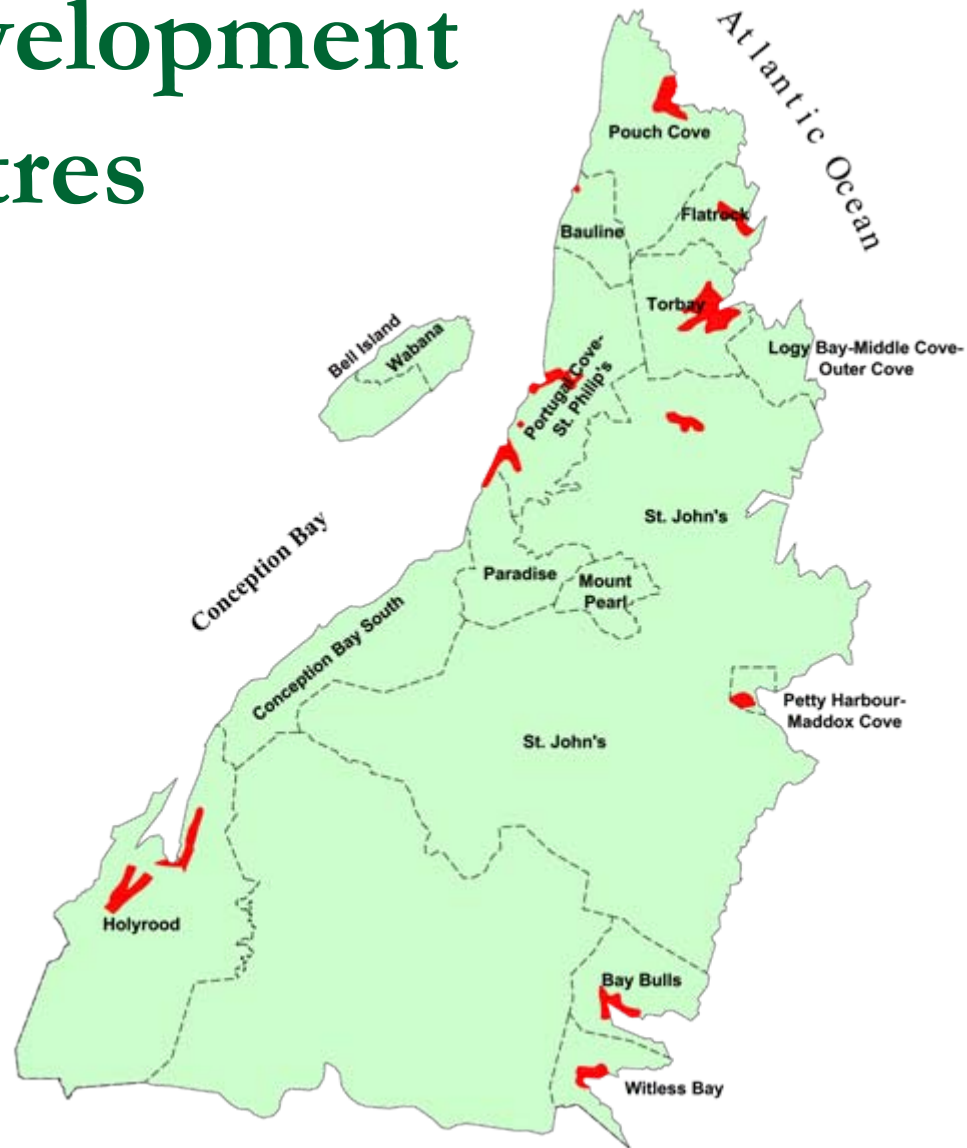 velopment
tres
Atlantic Ocean
Pouch Cove
Flatrock
Bauline
Torbay
Bell Island
Wabana
Logy Bay-Middle Cove-
Outer Cove
Portugal Cove-
St. Philip's
St. John's
Conception Bay
Paradise
Mount
Pearl
Conception Bay South
Petty Harbour-
Maddox Cove
St. John's
Holyrood
Bay Bulls
Witless Bay